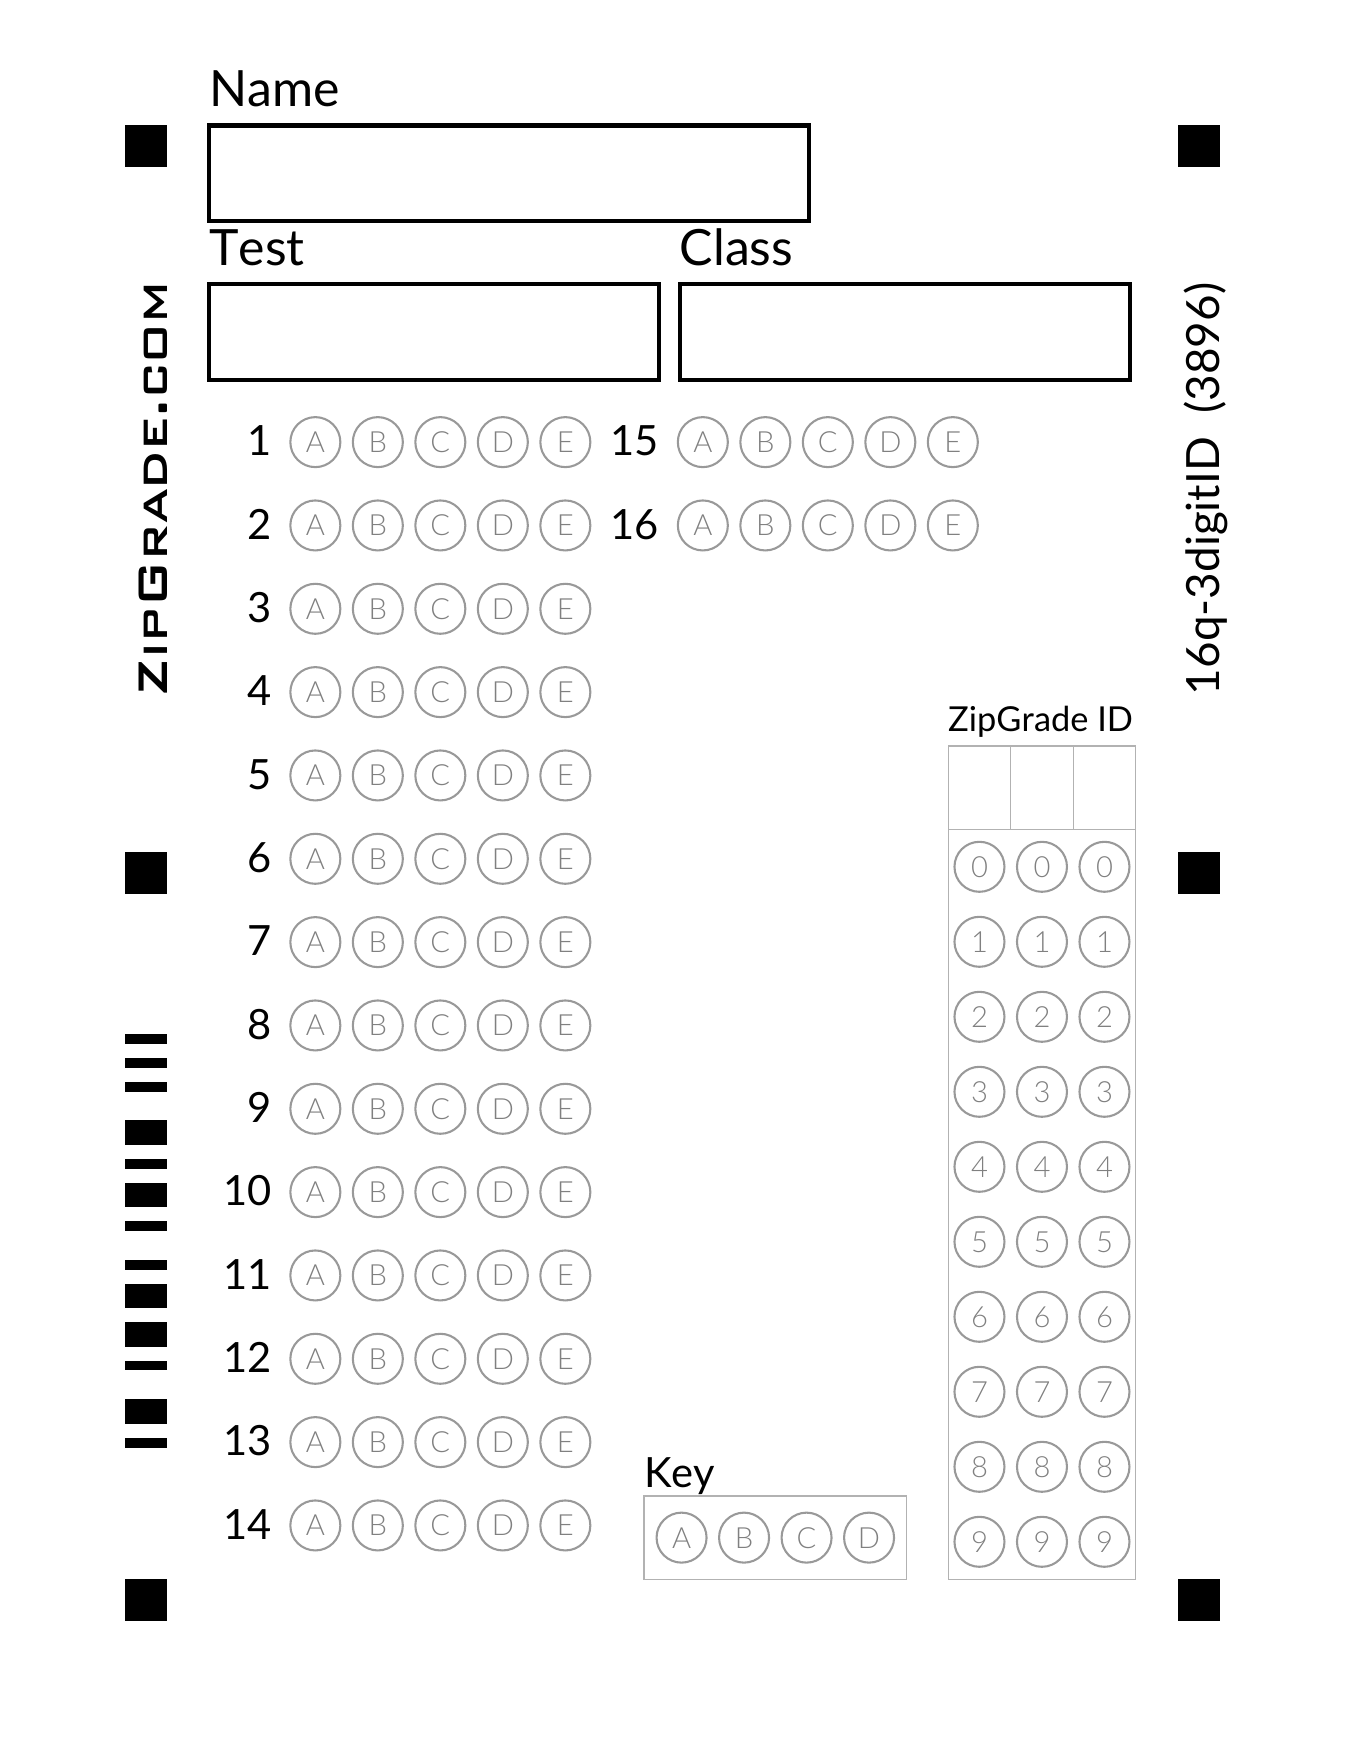 Name
Test Class
ZIPGRADE.COM
16q-3digitID (3896)
1 A B C D E 15 A B C D E
2 A B C D E 16 A B C D E
3 A B C D E
4 A B C D E
5 A B C D E
6 A B C D E
7 A B C D E
8 A B C D E
9 A B C D E
10 A B C D E
11 A B C D E
12 A B C D E
13 A B C D E
14 A B C D E
ZipGrade ID
0 0 0
1 1 1
2 2 2
3 3 3
4 4 4
5 5 5
6 6 6
7 7 7
8 8 8
9 9 9
Key
A B C D